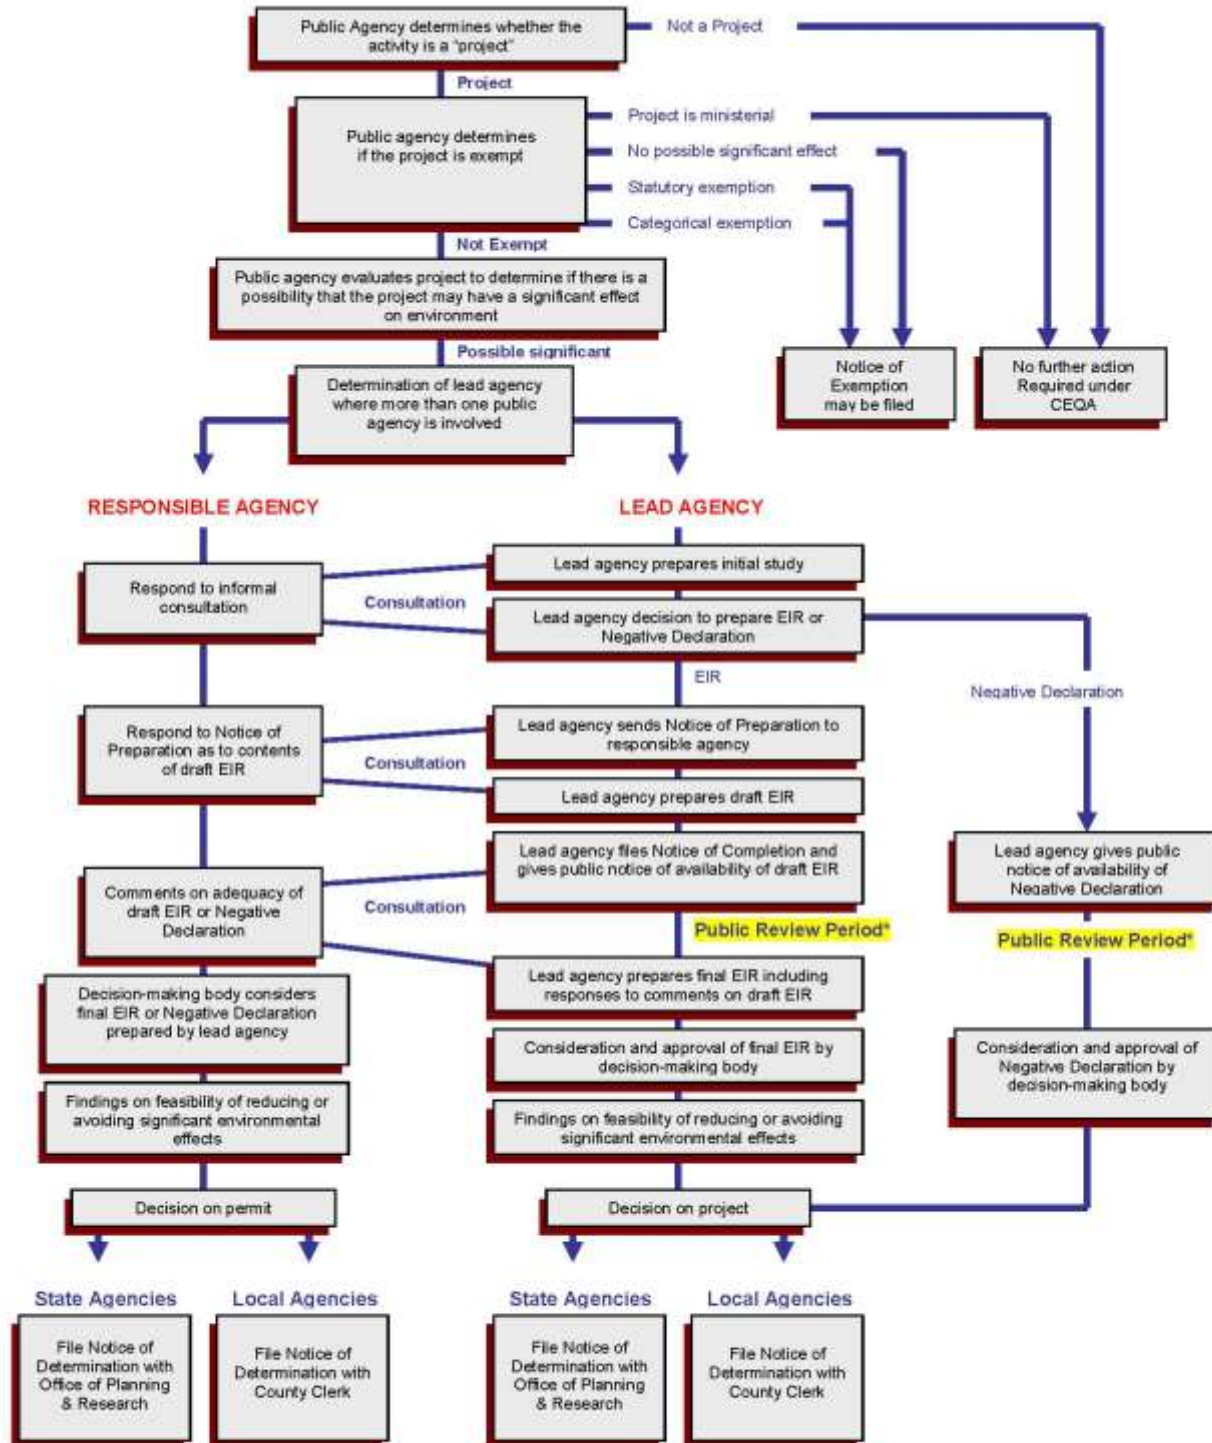 Public Agency determines whether the
activity is a "project"
Not a Project
Project
Public agency determines
if the project is exempt
Project is ministerial
No possible significant effect
Statutory exemption
Categorical exemption
Not Exempt
Public agency evaluates project to determine if there is a
possibility that the project may have a significant effect
on environment
Possible significant
Determination of lead agency
where more than one public
agency is involved
Notice of
Exemption
may be filed
No further action
Required under
CEQA
RESPONSIBLE AGENCY
LEAD AGENCY
Respond to informal
consultation
Consultation
Lead agency prepares initial study
Lead agency decision to prepare EIR or
Negative Declaration
EIR
Negative Declaration
Respond to Notice of
Preparation as to contents
of draft EIR
Consultation
Lead agency sends Notice of Preparation to
responsible agency
Lead agency prepares draft EIR
Lead agency files Notice of Completion and
gives public notice of availability of draft EIR
Lead agency gives public
notice of availability of
Negative Declaration
Comments on adequacy of
draft EIR or Negative
Declaration
Consultation
Public Review Period*
Public Review Period*
Lead agency prepares final EIR including
responses to comments on draft EIR
Decision-making body considers
final EIR or Negative Declaration
prepared by lead agency
Consideration and approval of final EIR by
decision-making body
Consideration and approval of
Negative Declaration by
decision-making body
Findings on feasibility of reducing or
avoiding significant environmental
effects
Findings on feasibility of reducing or avoiding
significant environmental effects
Decision on permit
Decision on project
State Agencies
Local Agencies
State Agencies
Local Agencies
File Notice of
Determination with
Office of Planning
& Research
File Notice of
Determination with
County Clerk
File Notice of
Determination with
Office of Planning
& Research
File Notice of
Determination with
County Clerk